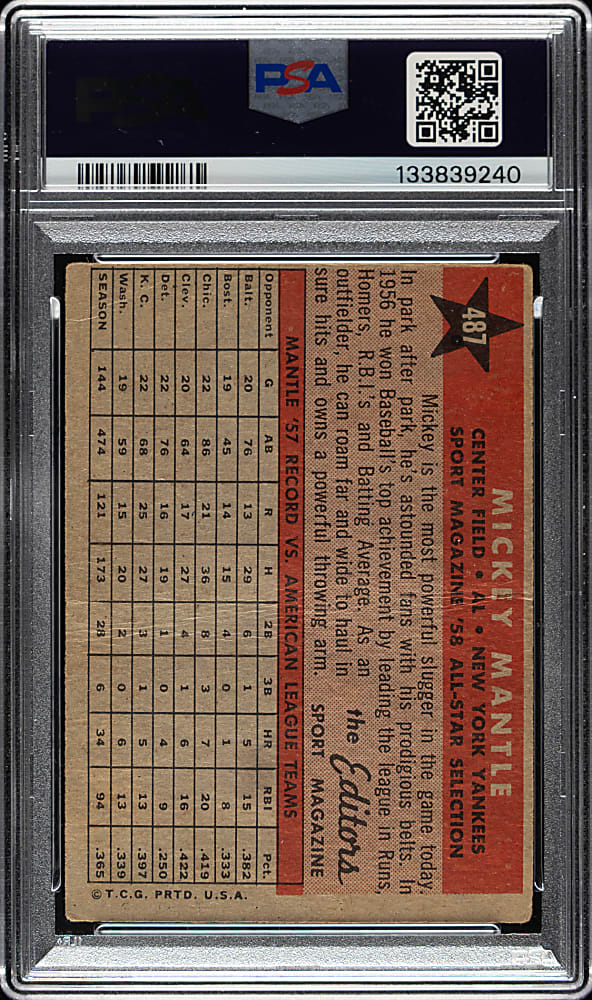 PSA
133839240
487
MICKEY MANTLE
CENTER FIELD • AL • NEW YORK YANKEES
SPORT MAGAZINE '58 ALL-STAR SELECTION
Mickey is the most powerful slugger in the game today.
In park after park, he's astounded fans with his prodigious belts. In
1956 he won Baseball's top achievement by leading the league in Runs,
Homers, R.B.I.'s and Batting Average. As an
outfielder, he can roam far and wide to haul in
sure hits and owns a powerful throwing arm.
the Editors
SPORT MAGAZINE
MANTLE '57 RECORD VS. AMERICAN LEAGUE TEAMS
Opponent G AB R H 2B 3B HR RBI Pct.
Balt. 20 76 13 29 6 1 5 15 .382
Bost. 19 45 14 15 4 0 1 8 .333
Chic. 22 86 21 36 8 3 7 20 .419
Clev. 20 64 17 27 4 1 6 16 .422
Det. 22 76 16 19 1 0 4 9 .250
K. C. 22 68 25 27 3 1 5 13 .397
Wash. 19 59 15 20 2 0 6 13 .339
SEASON 144 474 121 173 28 6 34 94 .365
© T.C.G. PRTD. U.S.A.